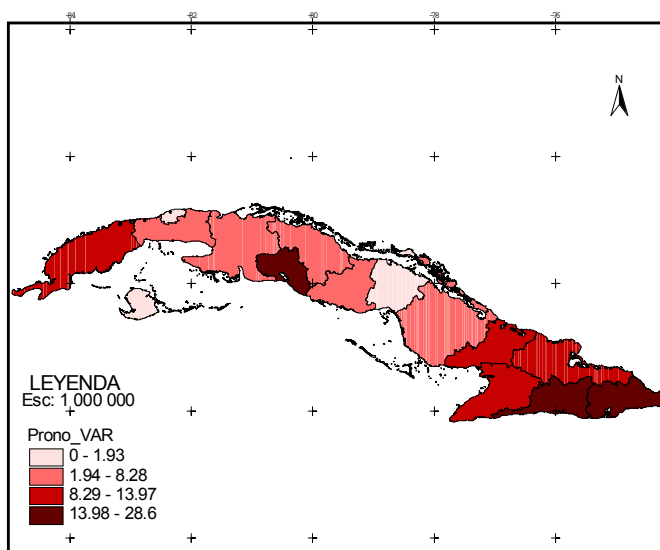 -84 -82 -80 -78 -76
N
LEYENDA
Esc: 1 000 000
Prono_VAR
0 - 1.93
1.94 - 8.28
8.29 - 13.97
13.98 - 28.6